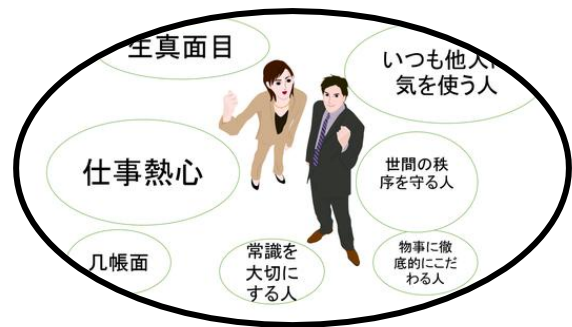 生真面目
いつも他人に
気を使う人
仕事熱心
世間の秩
序を守る人
几帳面
常識を
大切に
する人
物事に徹
底的にこだ
わる人